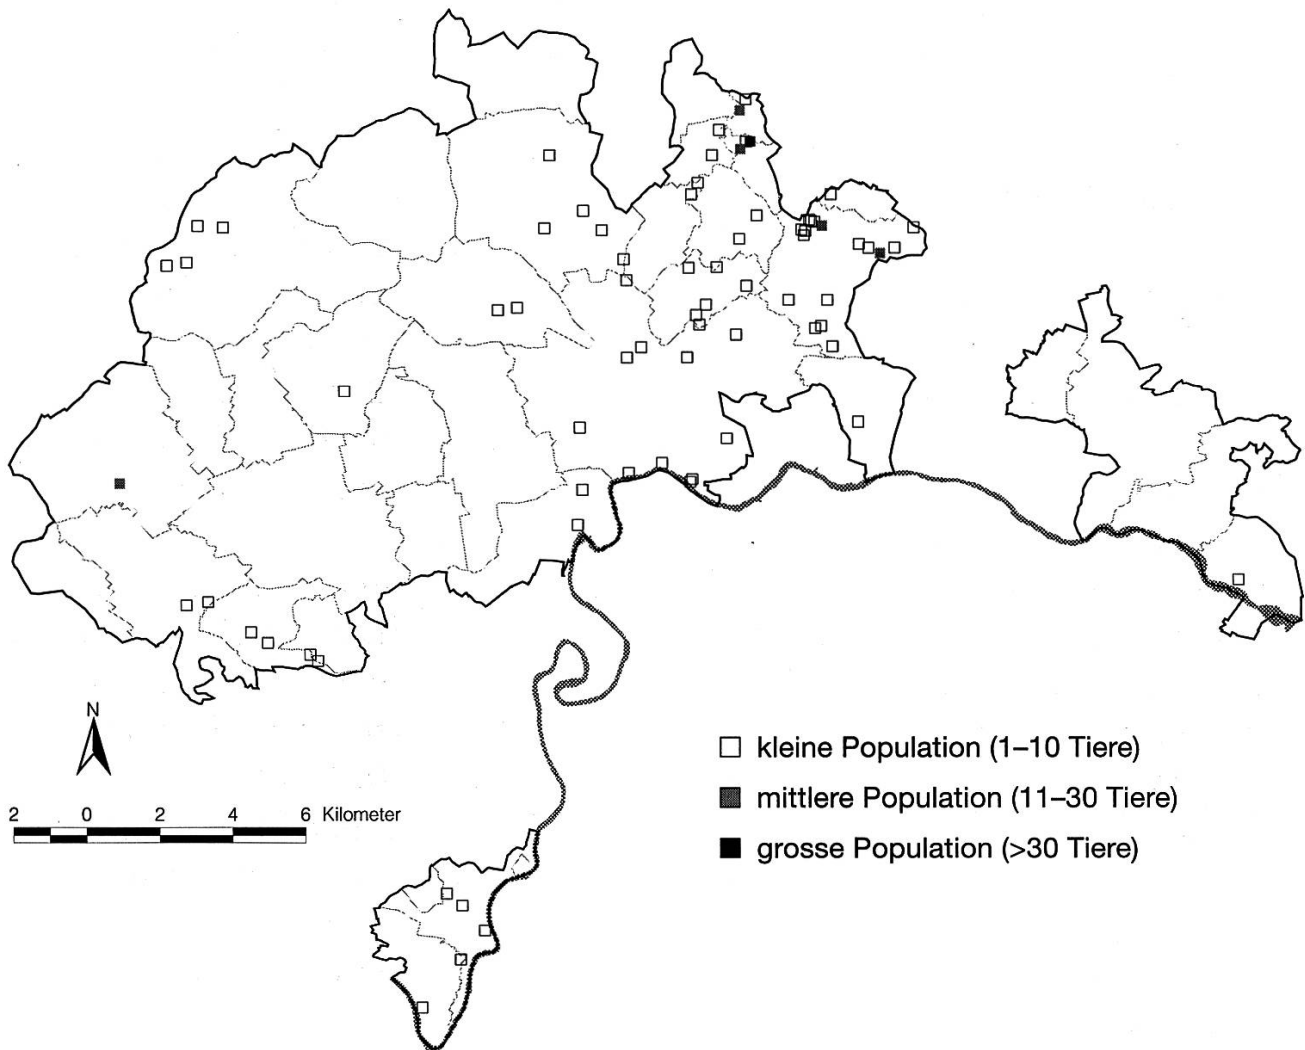 N
2 0 2 4 6 Kilometer
kleine Population (1–10 Tiere)
mittlere Population (11–30 Tiere)
grosse Population (>30 Tiere)